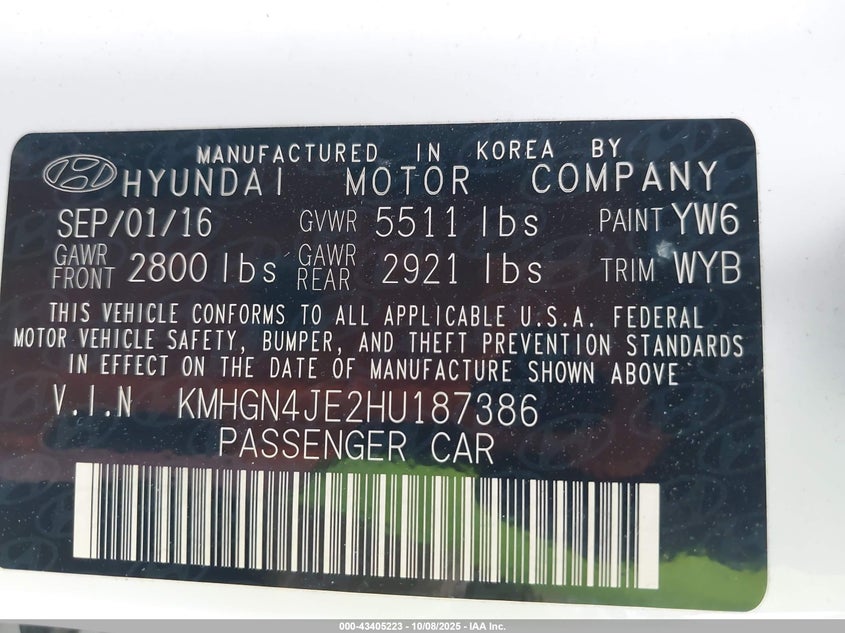 MANUFACTURED IN KOREA BY
HYUNDAI MOTOR COMPANY
SEP/01/16 GVWR 5511 lbs PAINT YW6
GAWR FRONT 2800 lbs GAWR REAR 2921 lbs TRIM WYB
THIS VEHICLE CONFORMS TO ALL APPLICABLE U.S.A. FEDERAL
MOTOR VEHICLE SAFETY, BUMPER, AND THEFT PREVENTION STANDARDS
IN EFFECT ON THE DATE OF MANUFACTURE SHOWN ABOVE
V.I.N KMHGN4JE2HU187386
PASSENGER CAR
000-43405223 - 10/08/2025 - IAA Inc.